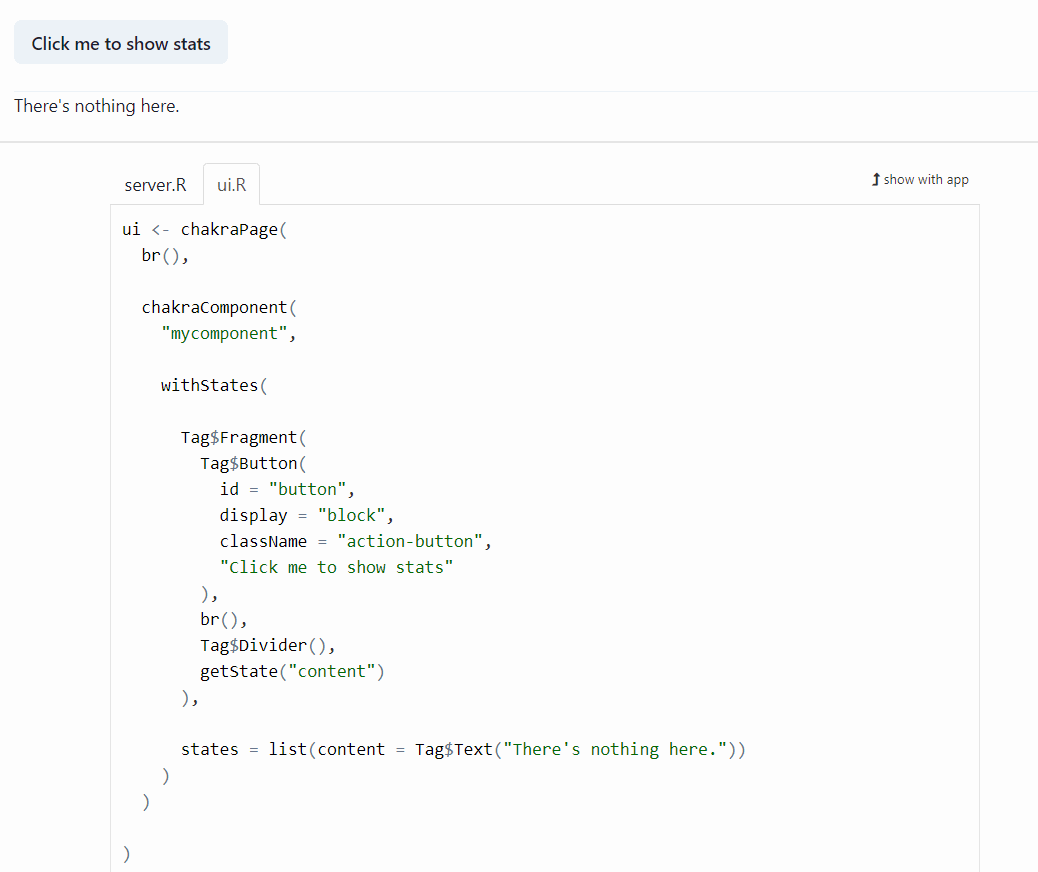 Click me to show stats
There's nothing here.
server.R ui.R
show with app
ui <- chakraPage(
  br(),

  chakraComponent(
    "mycomponent",

    withStates(

      Tag$Fragment(
        Tag$Button(
          id = "button",
          display = "block",
          className = "action-button",
          "Click me to show stats"
        ),
        br(),
        Tag$Divider(),
        getState("content")
      ),

      states = list(content = Tag$Text("There's nothing here."))
    )
  )

)